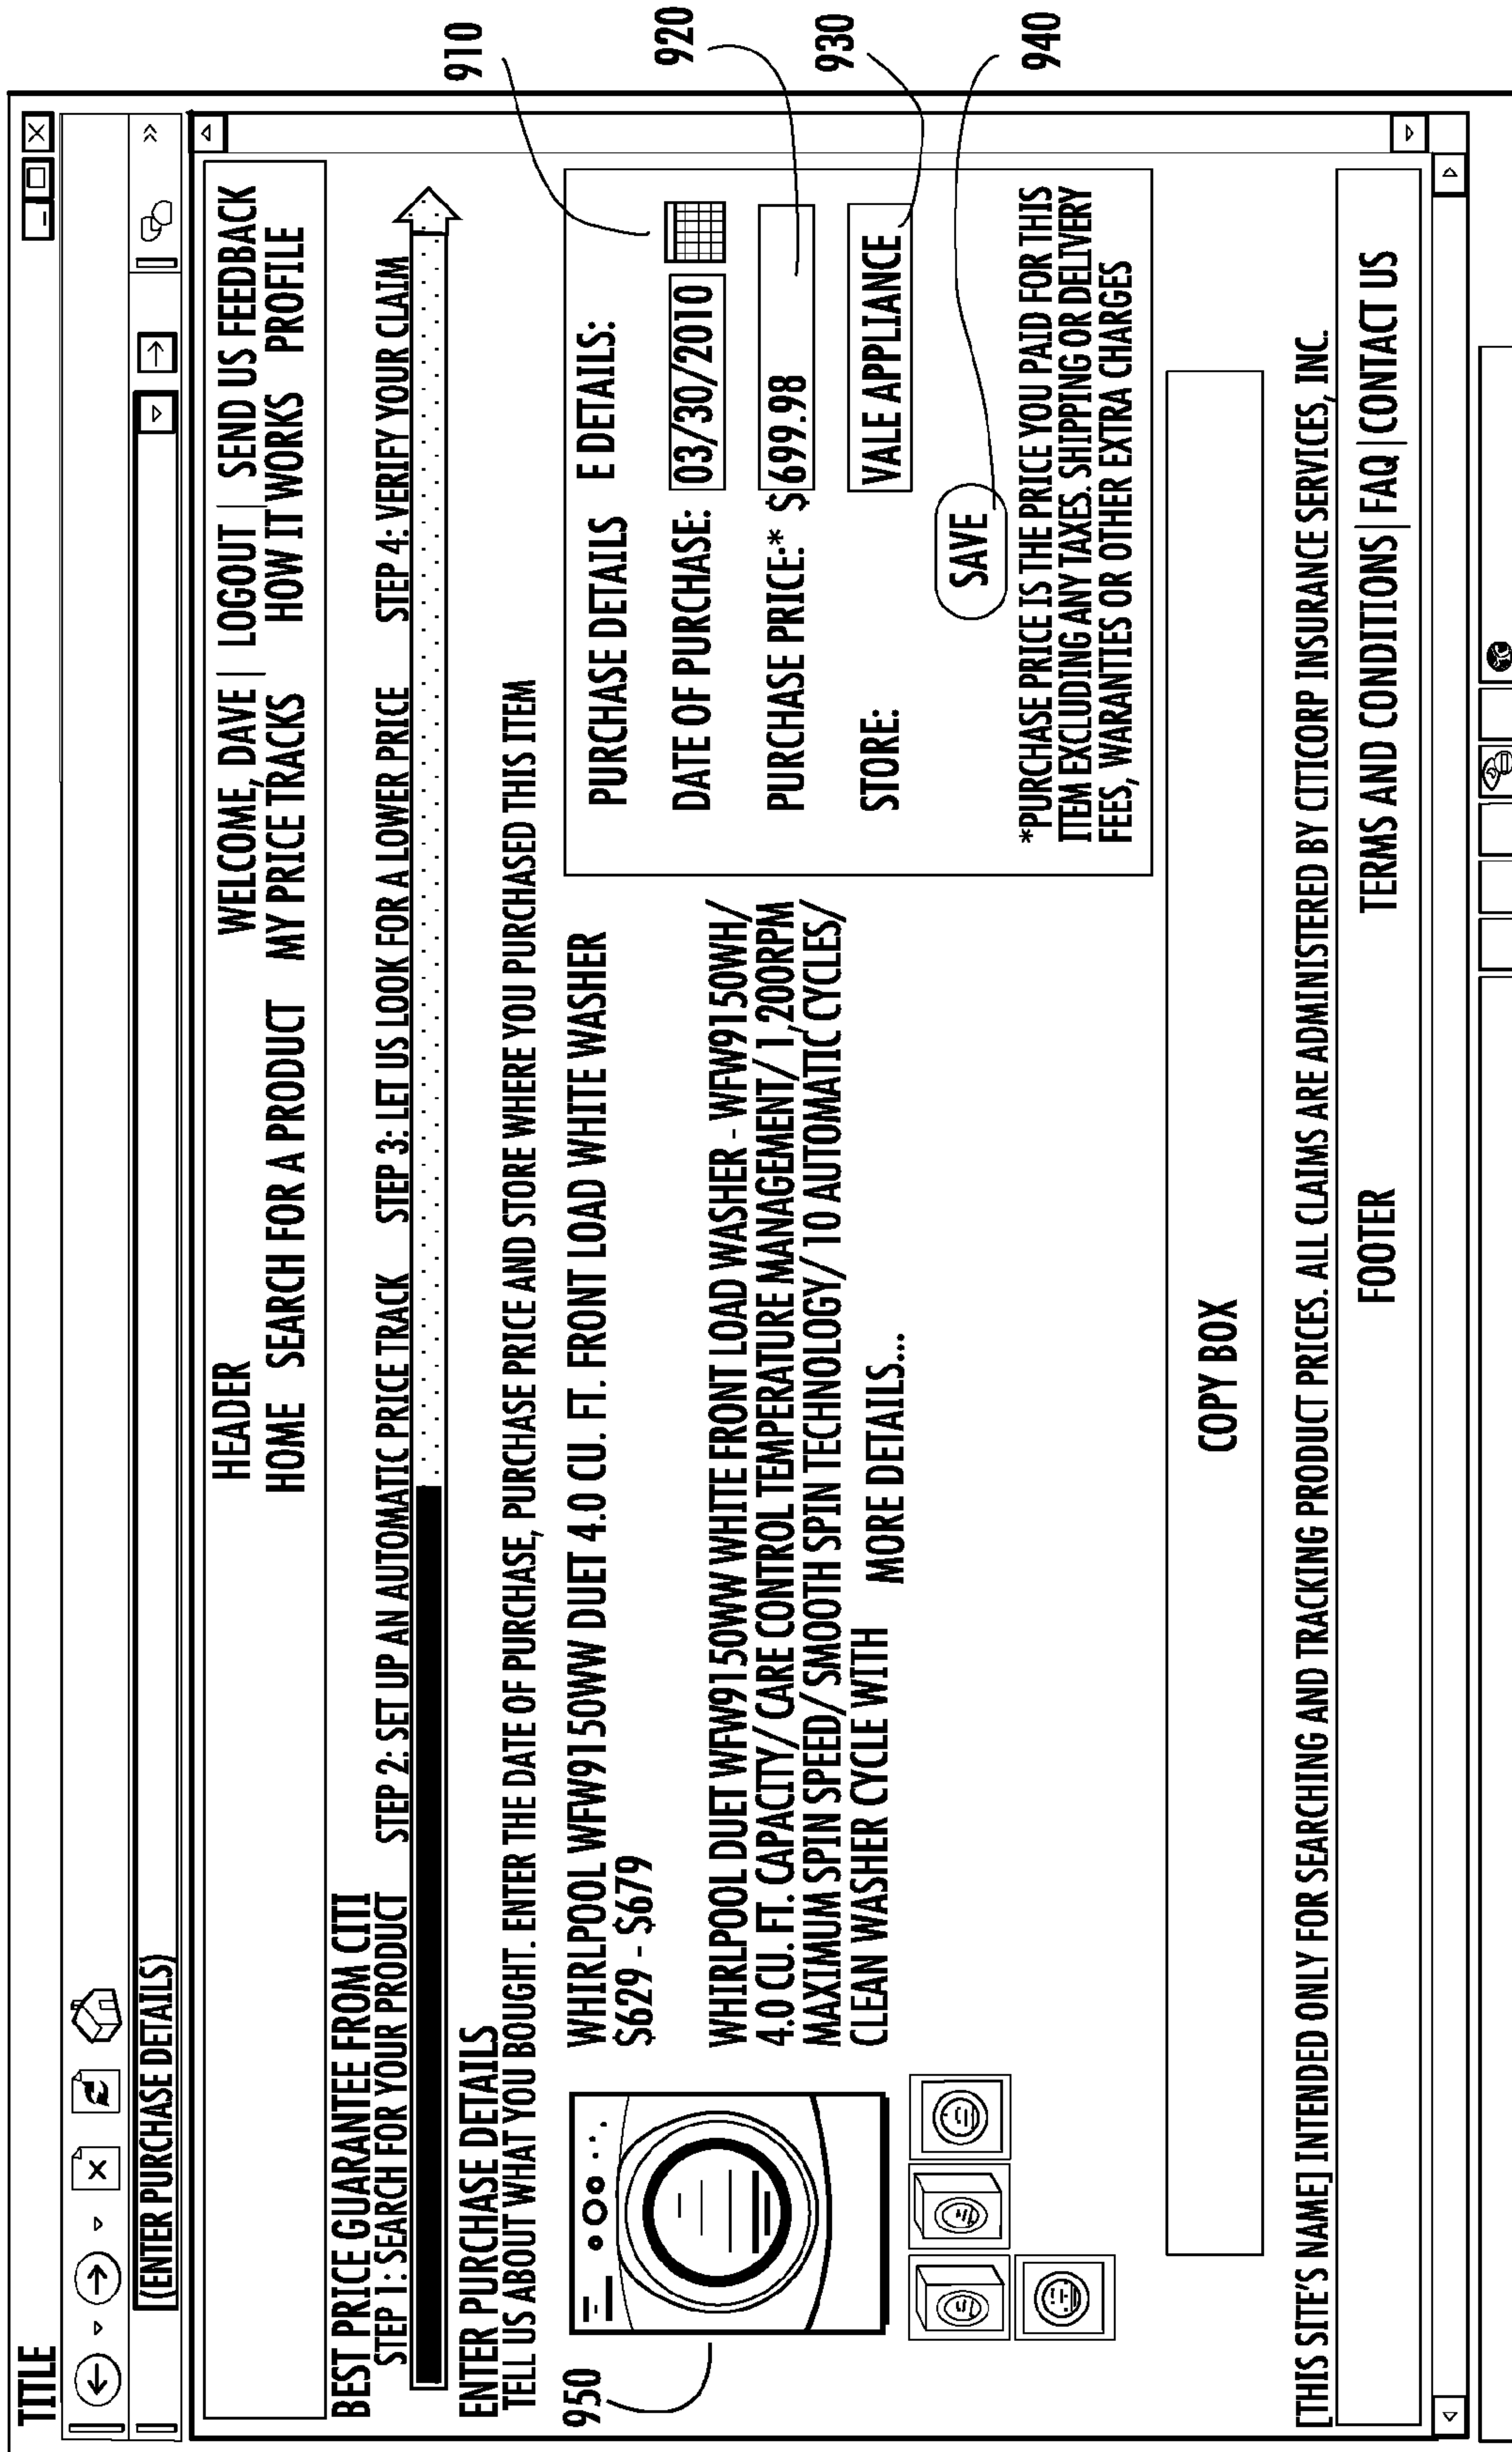 TITLE
(ENTER PURCHASE DETAILS)
HEADER
WELCOME, DAVE | LOGOUT | SEND US FEEDBACK
HOME SEARCH FOR A PRODUCT MY PRICE TRACKS HOW IT WORKS PROFILE
BEST PRICE GUARANTEE FROM CITI
STEP 1: SEARCH FOR YOUR PRODUCT STEP 2: SET UP AN AUTOMATIC PRICE TRACK STEP 3: LET US LOOK FOR A LOWER PRICE STEP 4: VERIFY YOUR CLAIM
ENTER PURCHASE DETAILS
TELL US ABOUT WHAT YOU BOUGHT. ENTER THE DATE OF PURCHASE, PURCHASE PRICE AND STORE WHERE YOU PURCHASED THIS ITEM
950
WHIRLPOOL WFW9150WW DUET 4.0 CU. FT. FRONT LOAD WHITE WASHER
$629 - $679
WHIRLPOOL DUET WFW9150WW WHITE FRONT LOAD WASHER - WFW9150WH/
4.0 CU. FT. CAPACITY/ CARE CONTROL TEMPERATURE MANAGEMENT/ 1,200RPM
MAXIMUM SPIN SPEED/ SMOOTH SPIN TECHNOLOGY/ 10 AUTOMATIC CYCLES/
CLEAN WASHER CYCLE WITH MORE DETAILS...
PURCHASE DETAILS E DETAILS:
DATE OF PURCHASE: 03/30/2010
PURCHASE PRICE:* $ 699.98
STORE: VALE APPLIANCE
SAVE
*PURCHASE PRICE IS THE PRICE YOU PAID FOR THIS
ITEM EXCLUDING ANY TAXES. SHIPPING OR DELIVERY
FEES, WARANTIES OR OTHER EXTRA CHARGES
910
920
930
940
COPY BOX
[THIS SITE'S NAME] INTENDED ONLY FOR SEARCHING AND TRACKING PRODUCT PRICES. ALL CLAIMS ARE ADMINISTERED BY CITICORP INSURANCE SERVICES, INC.
FOOTER TERMS AND CONDITIONS | FAQ | CONTACT US